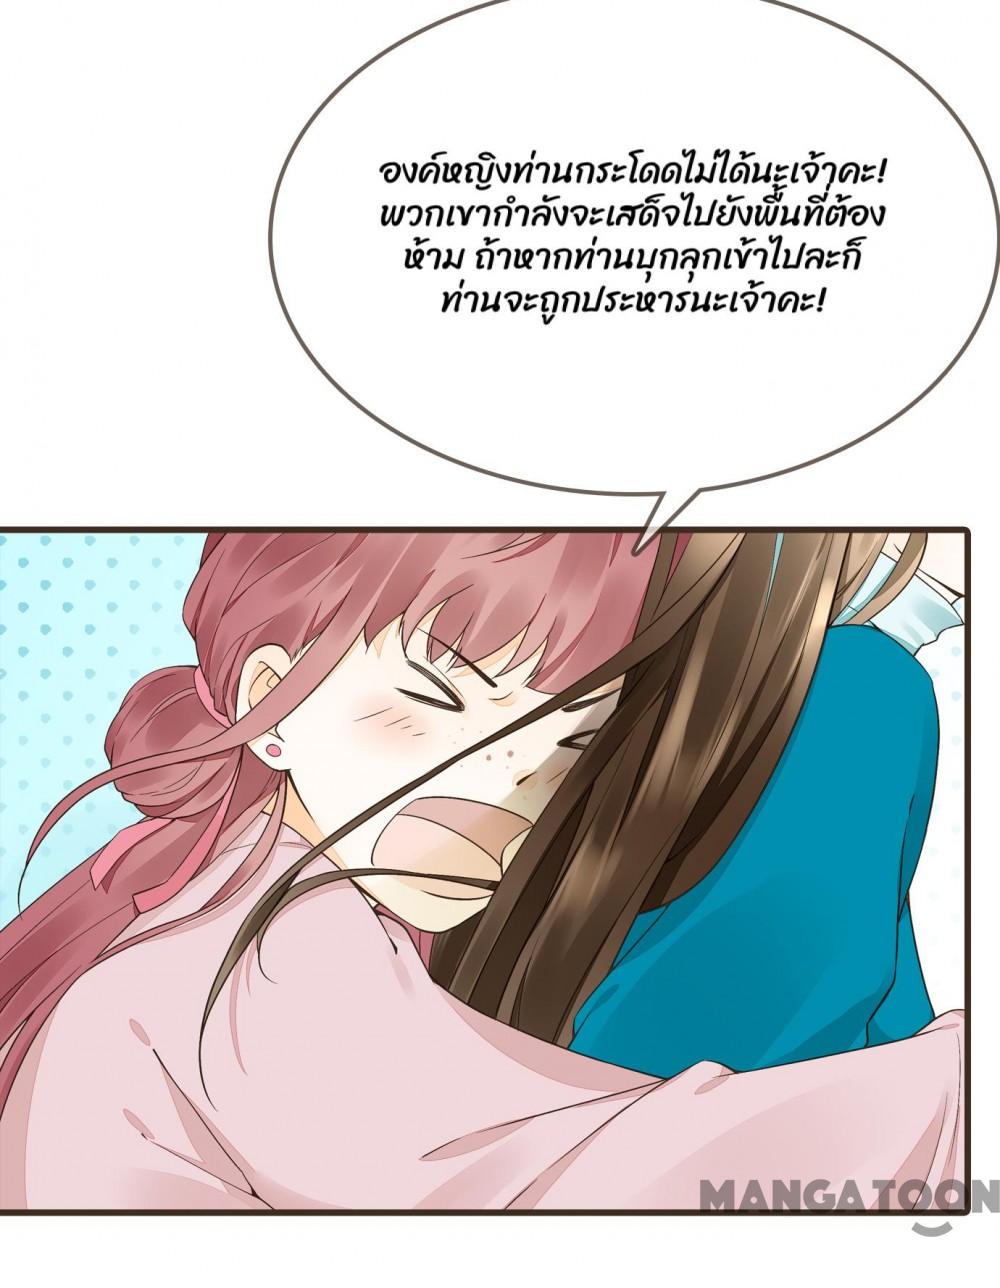 องค์หญิงท่านกระโดดไม่ได้นะเจ้าคะ!
พวกเขากำลังจะเสด็จไปยังพื้นที่ต้อง
ห้าม ถ้าหากท่านบุกลุกเข้าไปละก็
ท่านจะถูกประหารนะเจ้าคะ!
MANGATOON